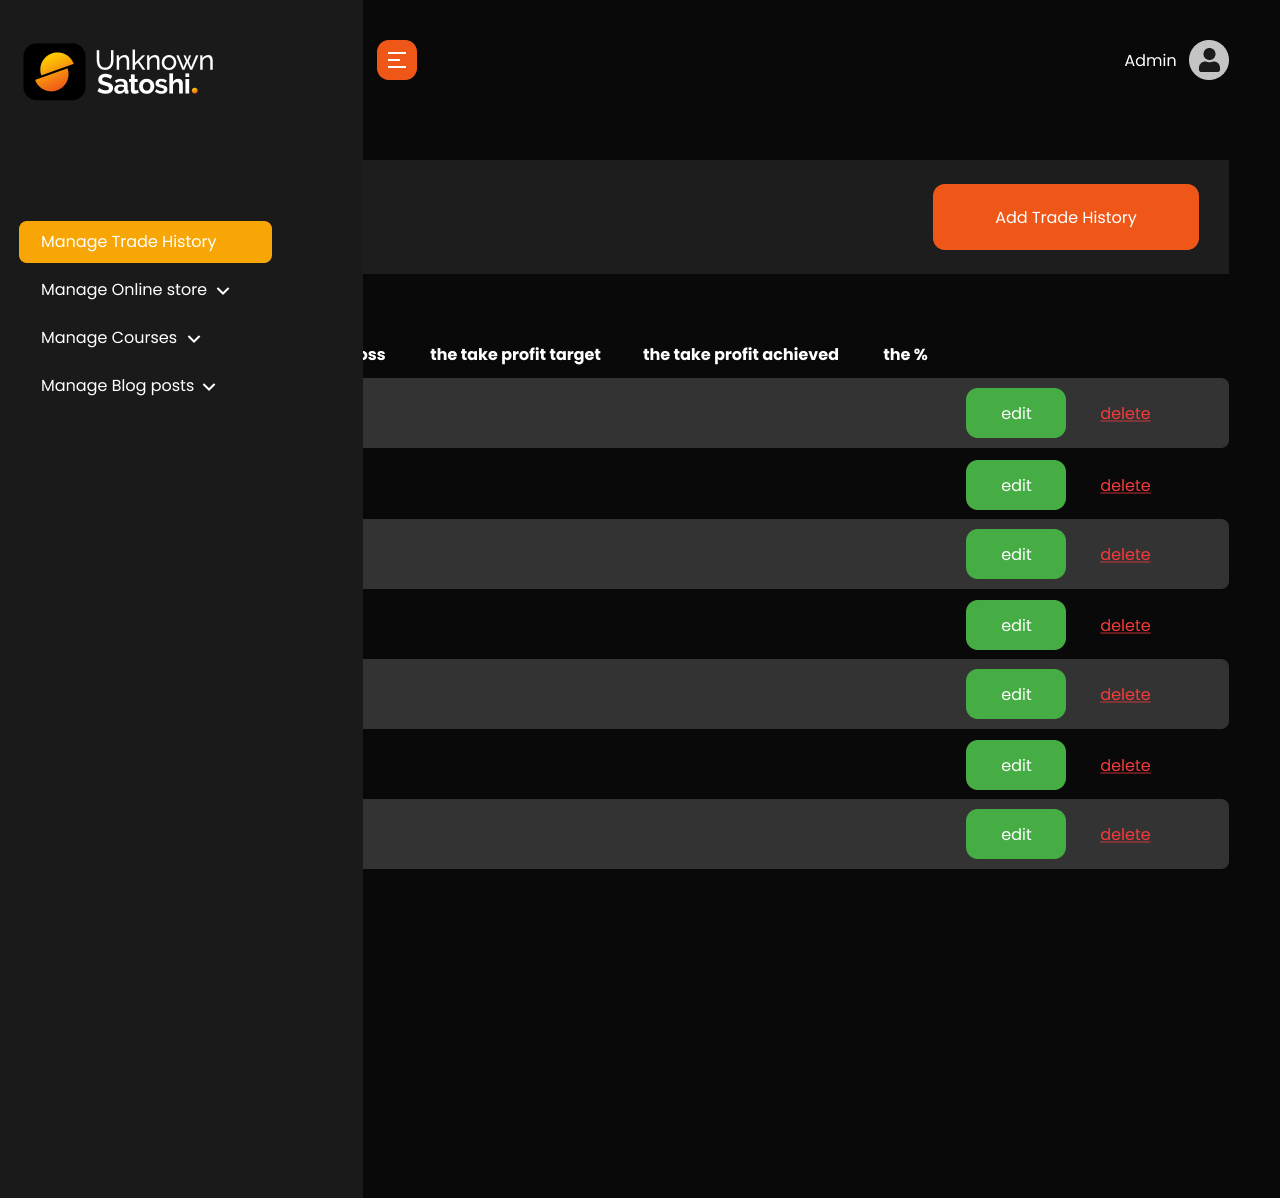 Unknown
Satoshi.
Admin
Manage Trade History
Manage Online store
Manage Courses
Manage Blog posts
Add Trade History
the take profit target the take profit achieved the %
edit delete
edit delete
edit delete
edit delete
edit delete
edit delete
edit delete